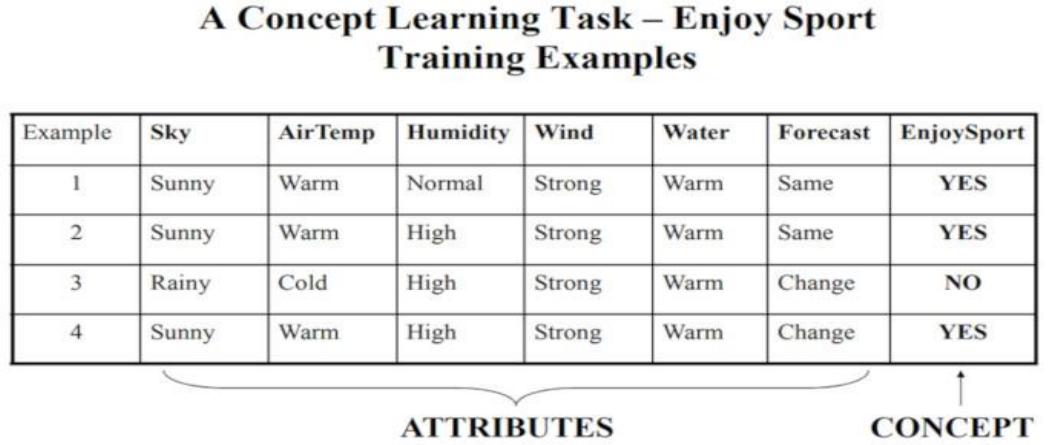 A Concept Learning Task – Enjoy Sport
Training Examples
Example Sky AirTemp Humidity Wind Water Forecast EnjoySport
1 Sunny Warm Normal Strong Warm Same YES
2 Sunny Warm High Strong Warm Same YES
3 Rainy Cold High Strong Warm Change NO
4 Sunny Warm High Strong Warm Change YES
ATTRIBUTES CONCEPT